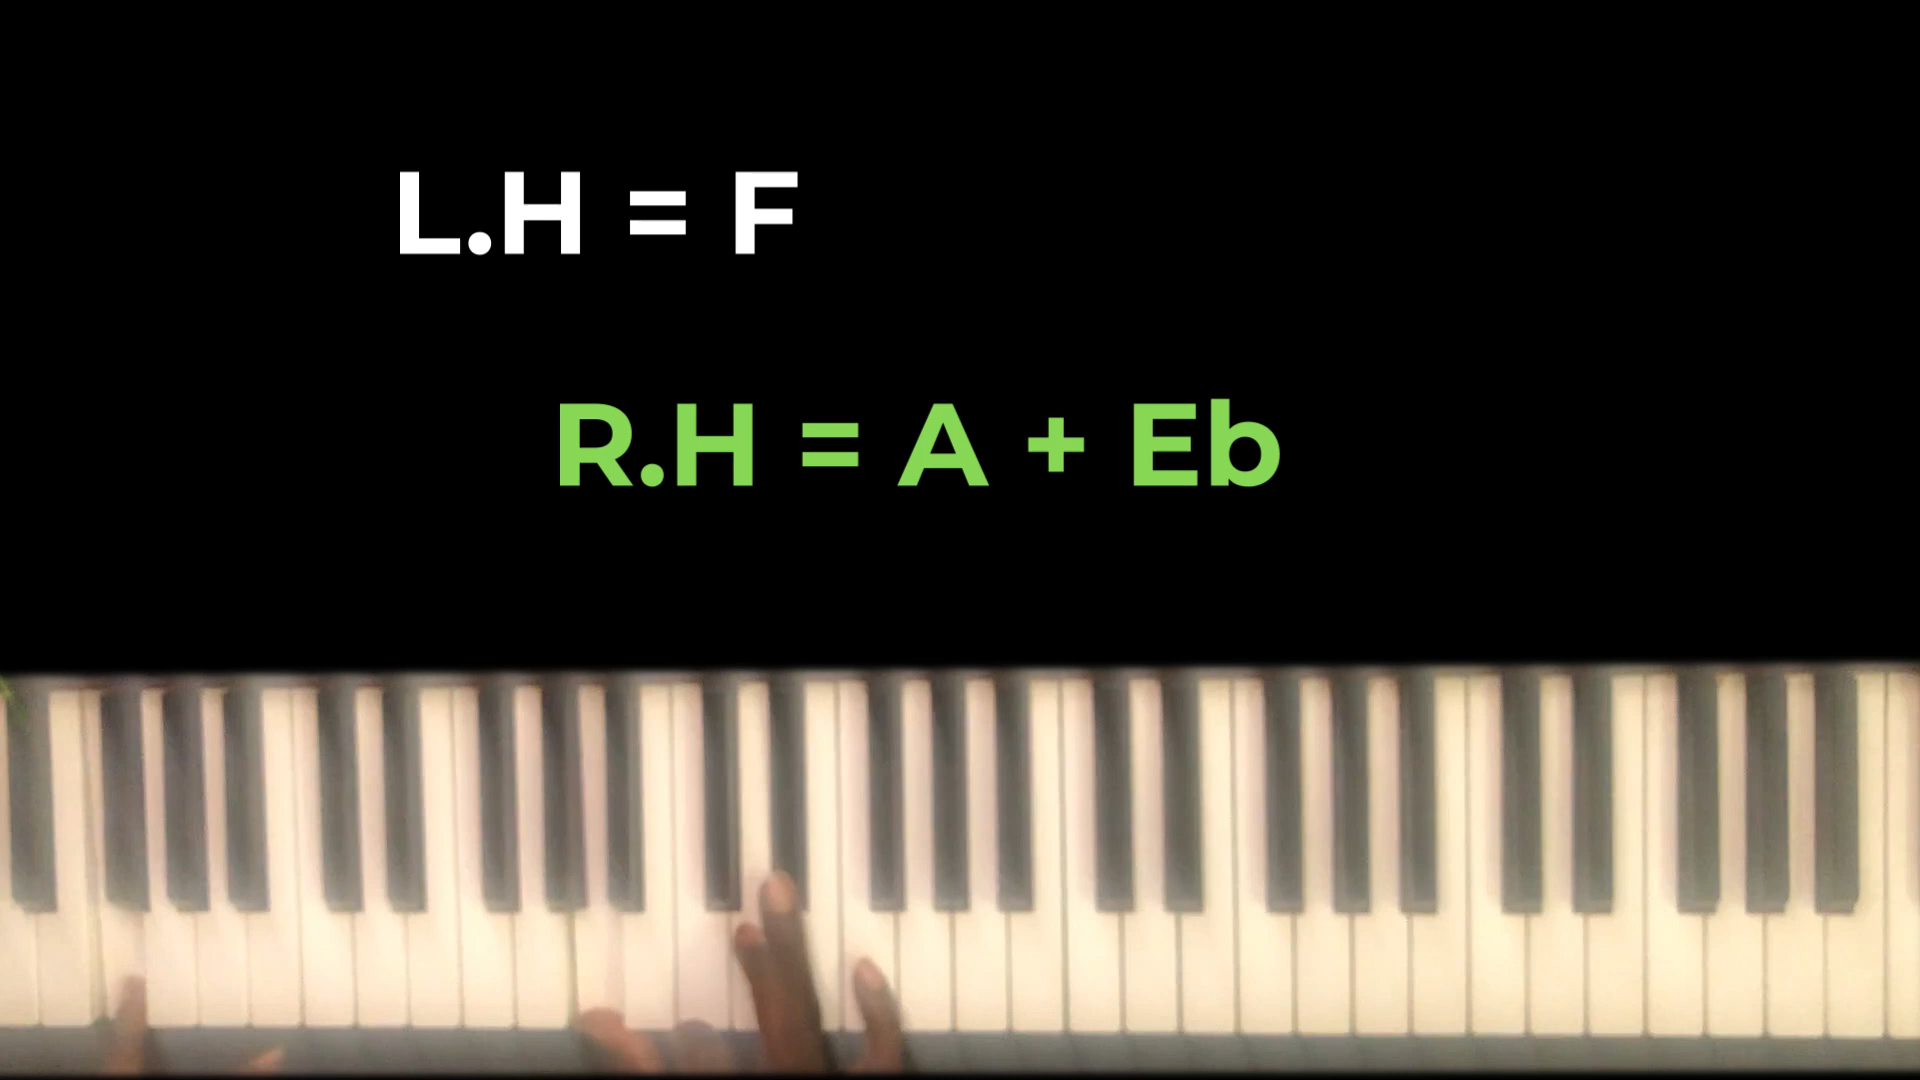 L.H = F
R.H = A + Eb